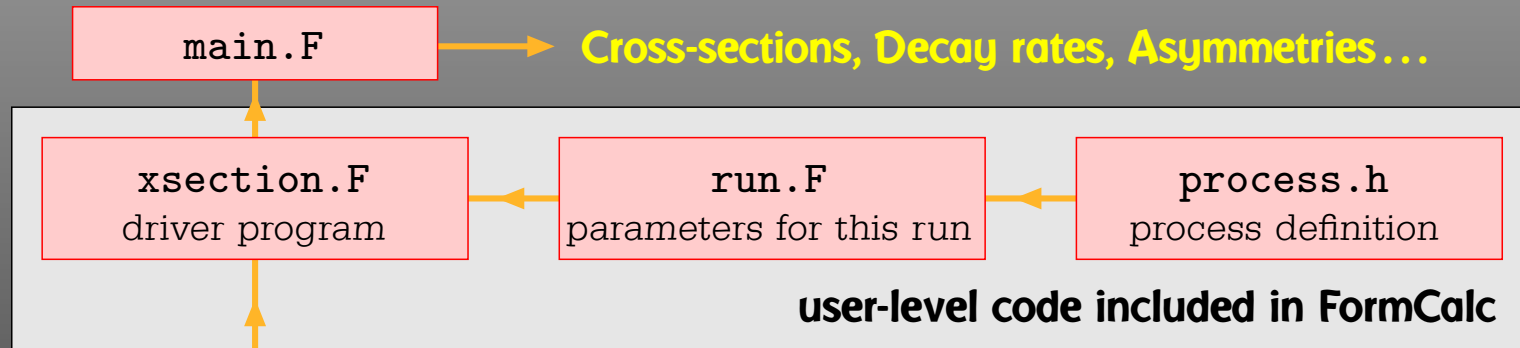 main.F
Cross-sections, Decay rates, Asymmetries...
xsection.F
driver program
run.F
parameters for this run
process.h
process definition
user-level code included in FormCalc